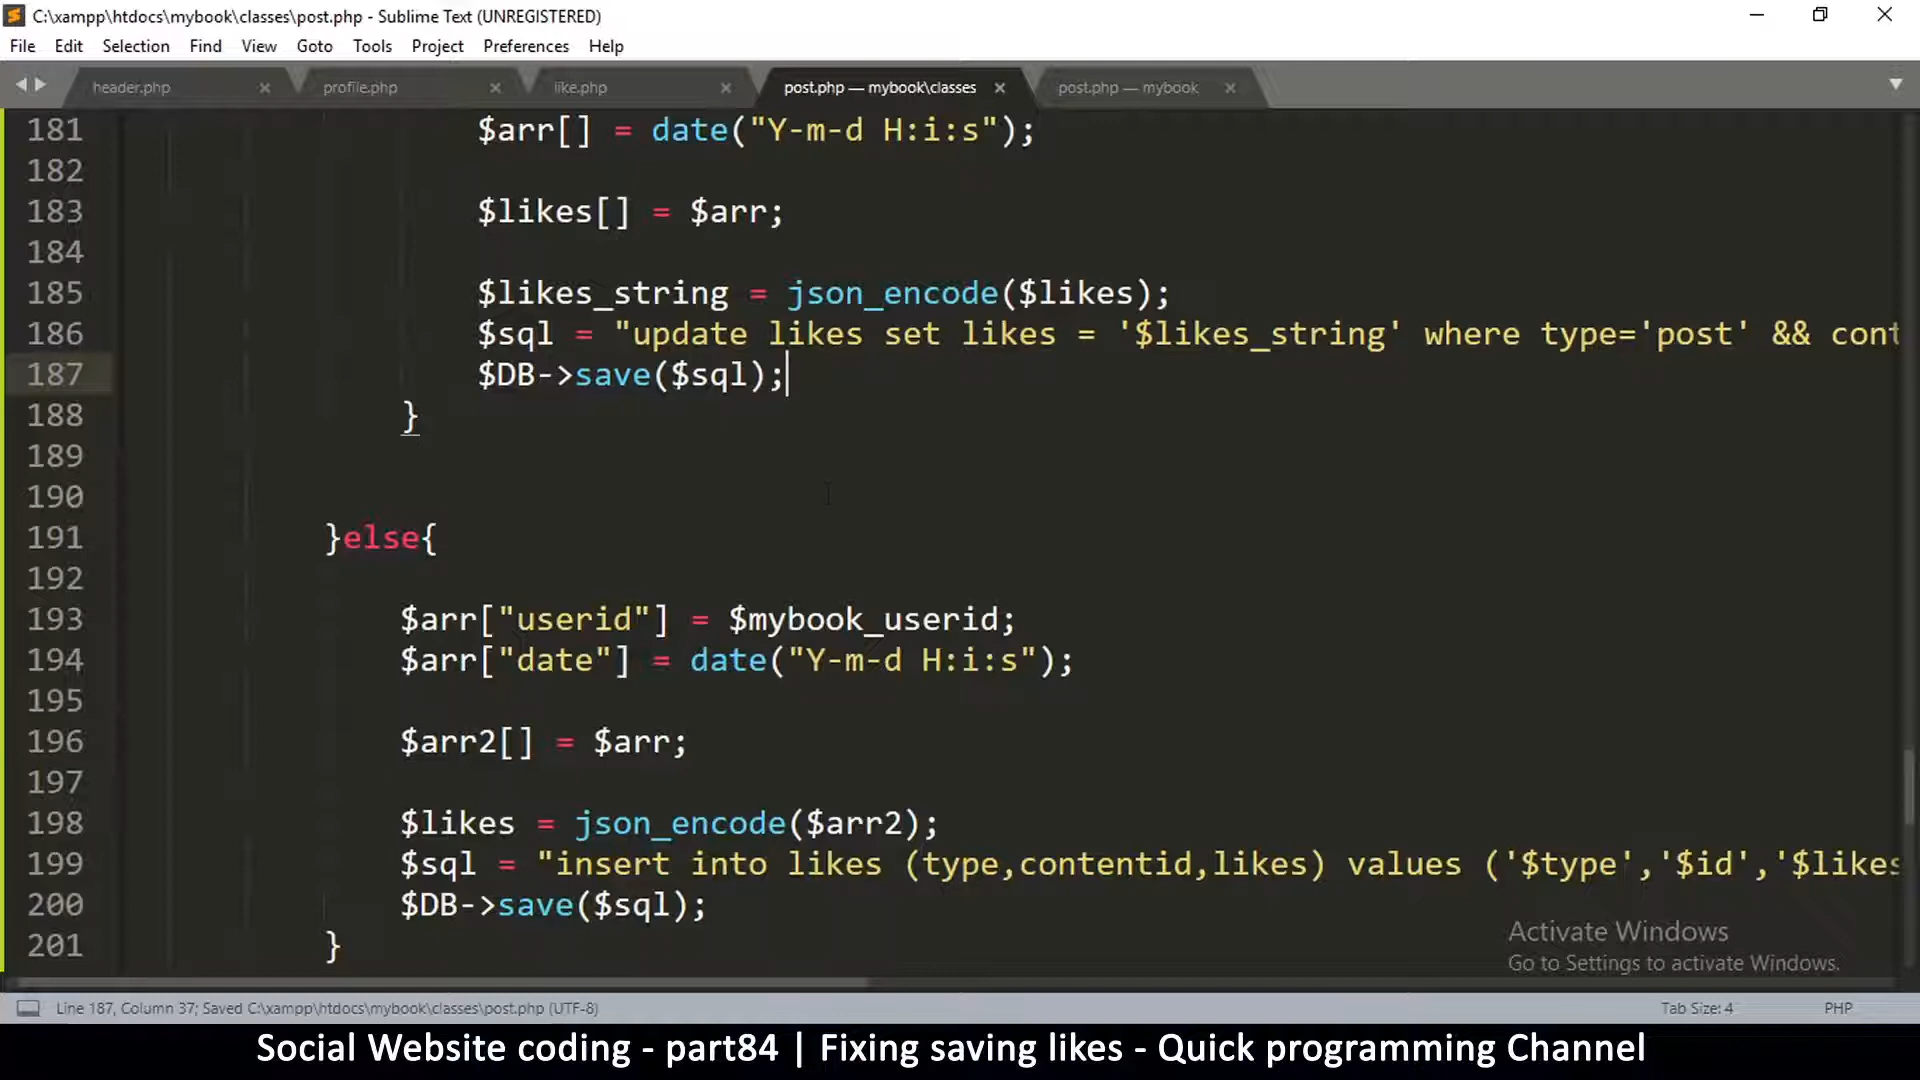 C:\xampp\htdocs\mybook\classes\post.php - Sublime Text (UNREGISTERED)
File Edit Selection Find View Goto Tools Project Preferences Help
header.php × profile.php × like.php × post.php — mybook\classes × post.php — mybook ×
181 $arr[] = date("Y-m-d H:i:s");
182
183 $likes[] = $arr;
184
185 $likes_string = json_encode($likes);
186 $sql = "update likes set likes = '$likes_string' where type='post' && cont
187 $DB->save($sql);
188 }
189
190
191 }else{
192
193 $arr["userid"] = $mybook_userid;
194 $arr["date"] = date("Y-m-d H:i:s");
195
196 $arr2[] = $arr;
197
198 $likes = json_encode($arr2);
199 $sql = "insert into likes (type,contentid,likes) values ('$type','$id','$likes
200 $DB->save($sql);
201 }
Activate Windows
Go to Settings to activate Windows.
Line 187, Column 37; Saved C:\xampp\htdocs\mybook\classes\post.php (UTF-8) Tab Size: 4 PHP
Social Website coding - part84 | Fixing saving likes - Quick programming Channel